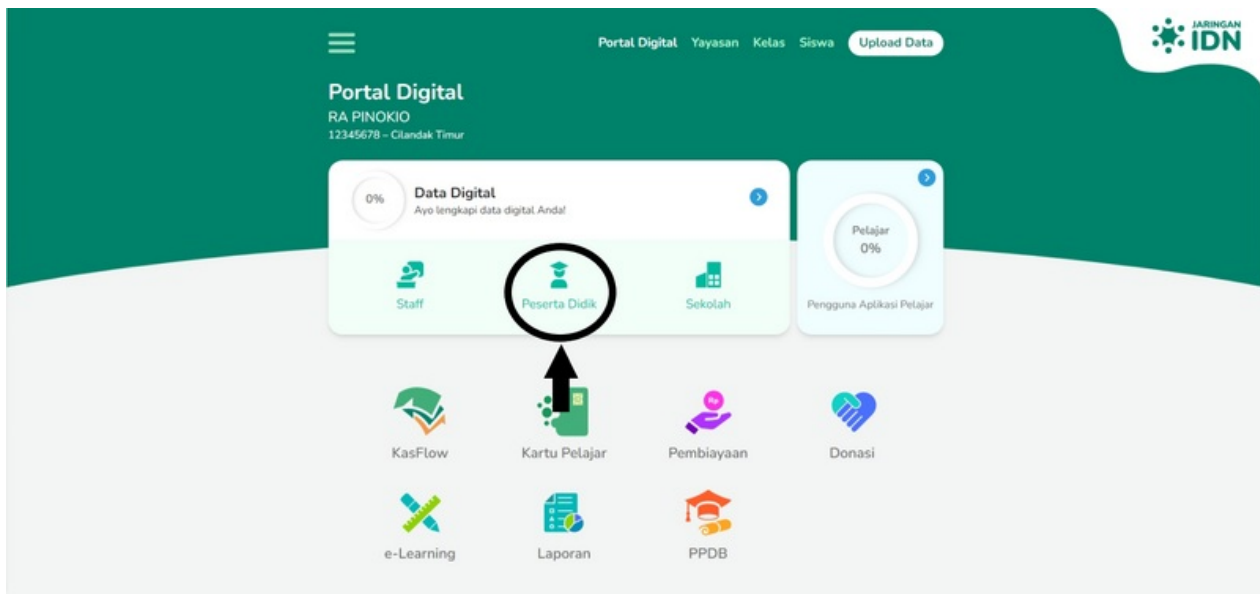 JARINGAN
IDN
Portal Digital Yayasan Kelas Siswa Upload Data
Portal Digital
RA PINOKIO
12345678 – Cilandak Timur
0%
Data Digital
Ayo lengkapi data digital Anda!
Pelajar
0%
Staff Peserta Didik Sekolah
Pengguna Aplikasi Pelajar
KasFlow Kartu Pelajar Pembiayaan Donasi
Rp
e-Learning Laporan PPDB